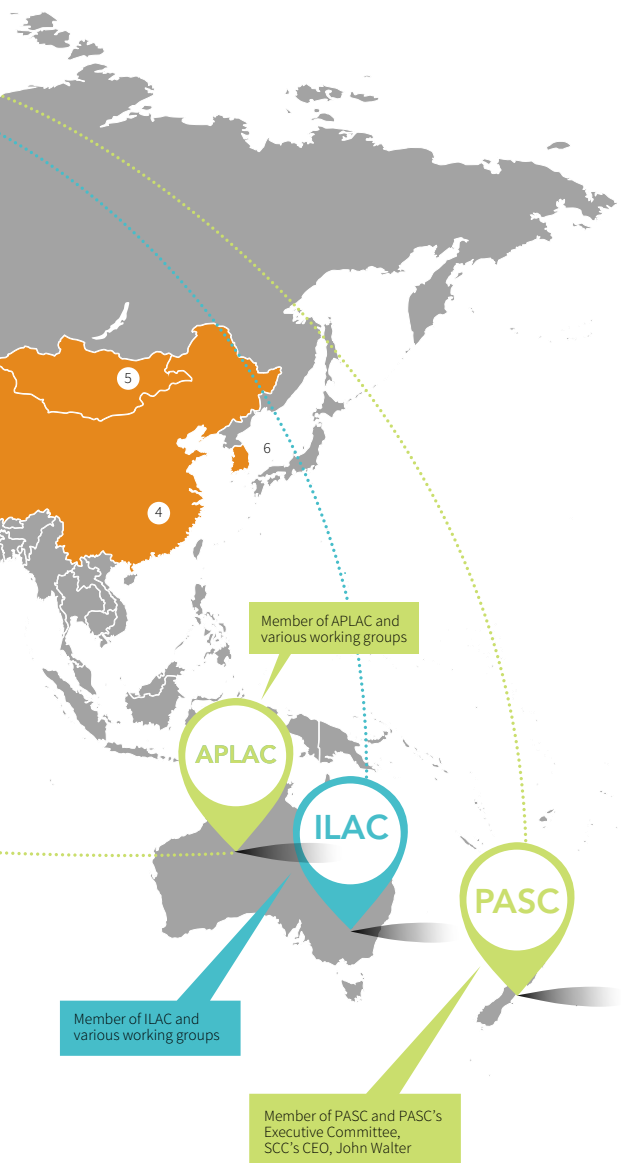 5
6
4
Member of APLAC and
various working groups
APLAC
ILAC
PASC
Member of ILAC and
various working groups
Member of PASC and PASC’s
Executive Committee,
SCC’s CEO, John Walter